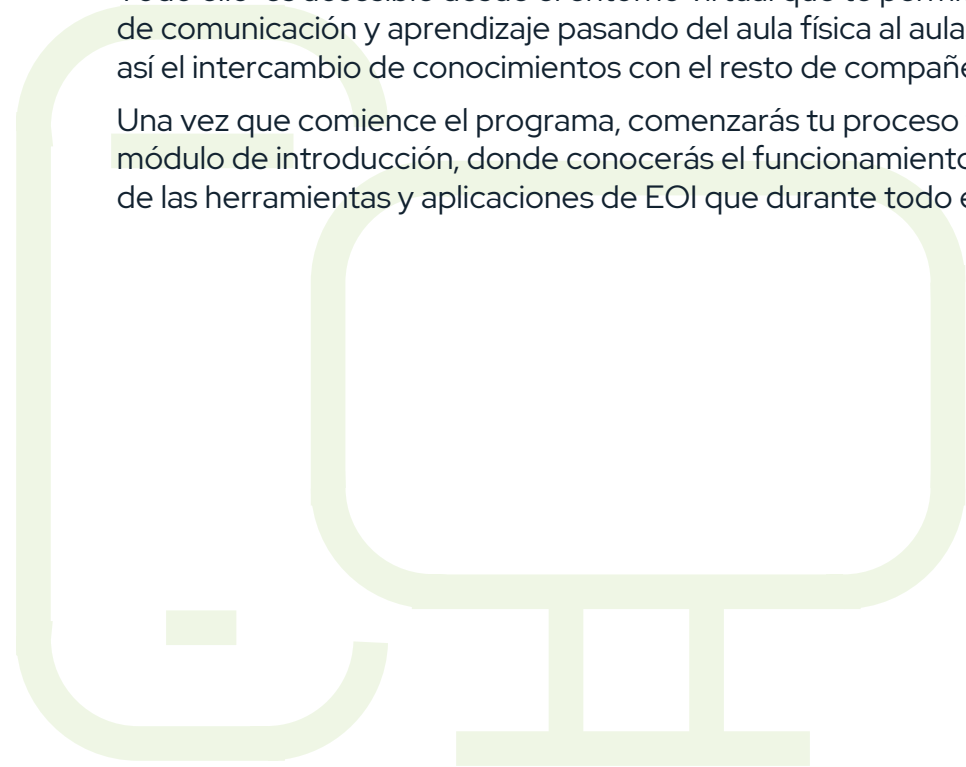 de comunicación y aprendizaje pasando del aula física al aula
así el intercambio de conocimientos con el resto de
Una vez que comience el programa, comenzarás tu proceso
módulo de introducción, donde conocerás el funcionamiento
de las herramientas y aplicaciones de EOI que durante todo